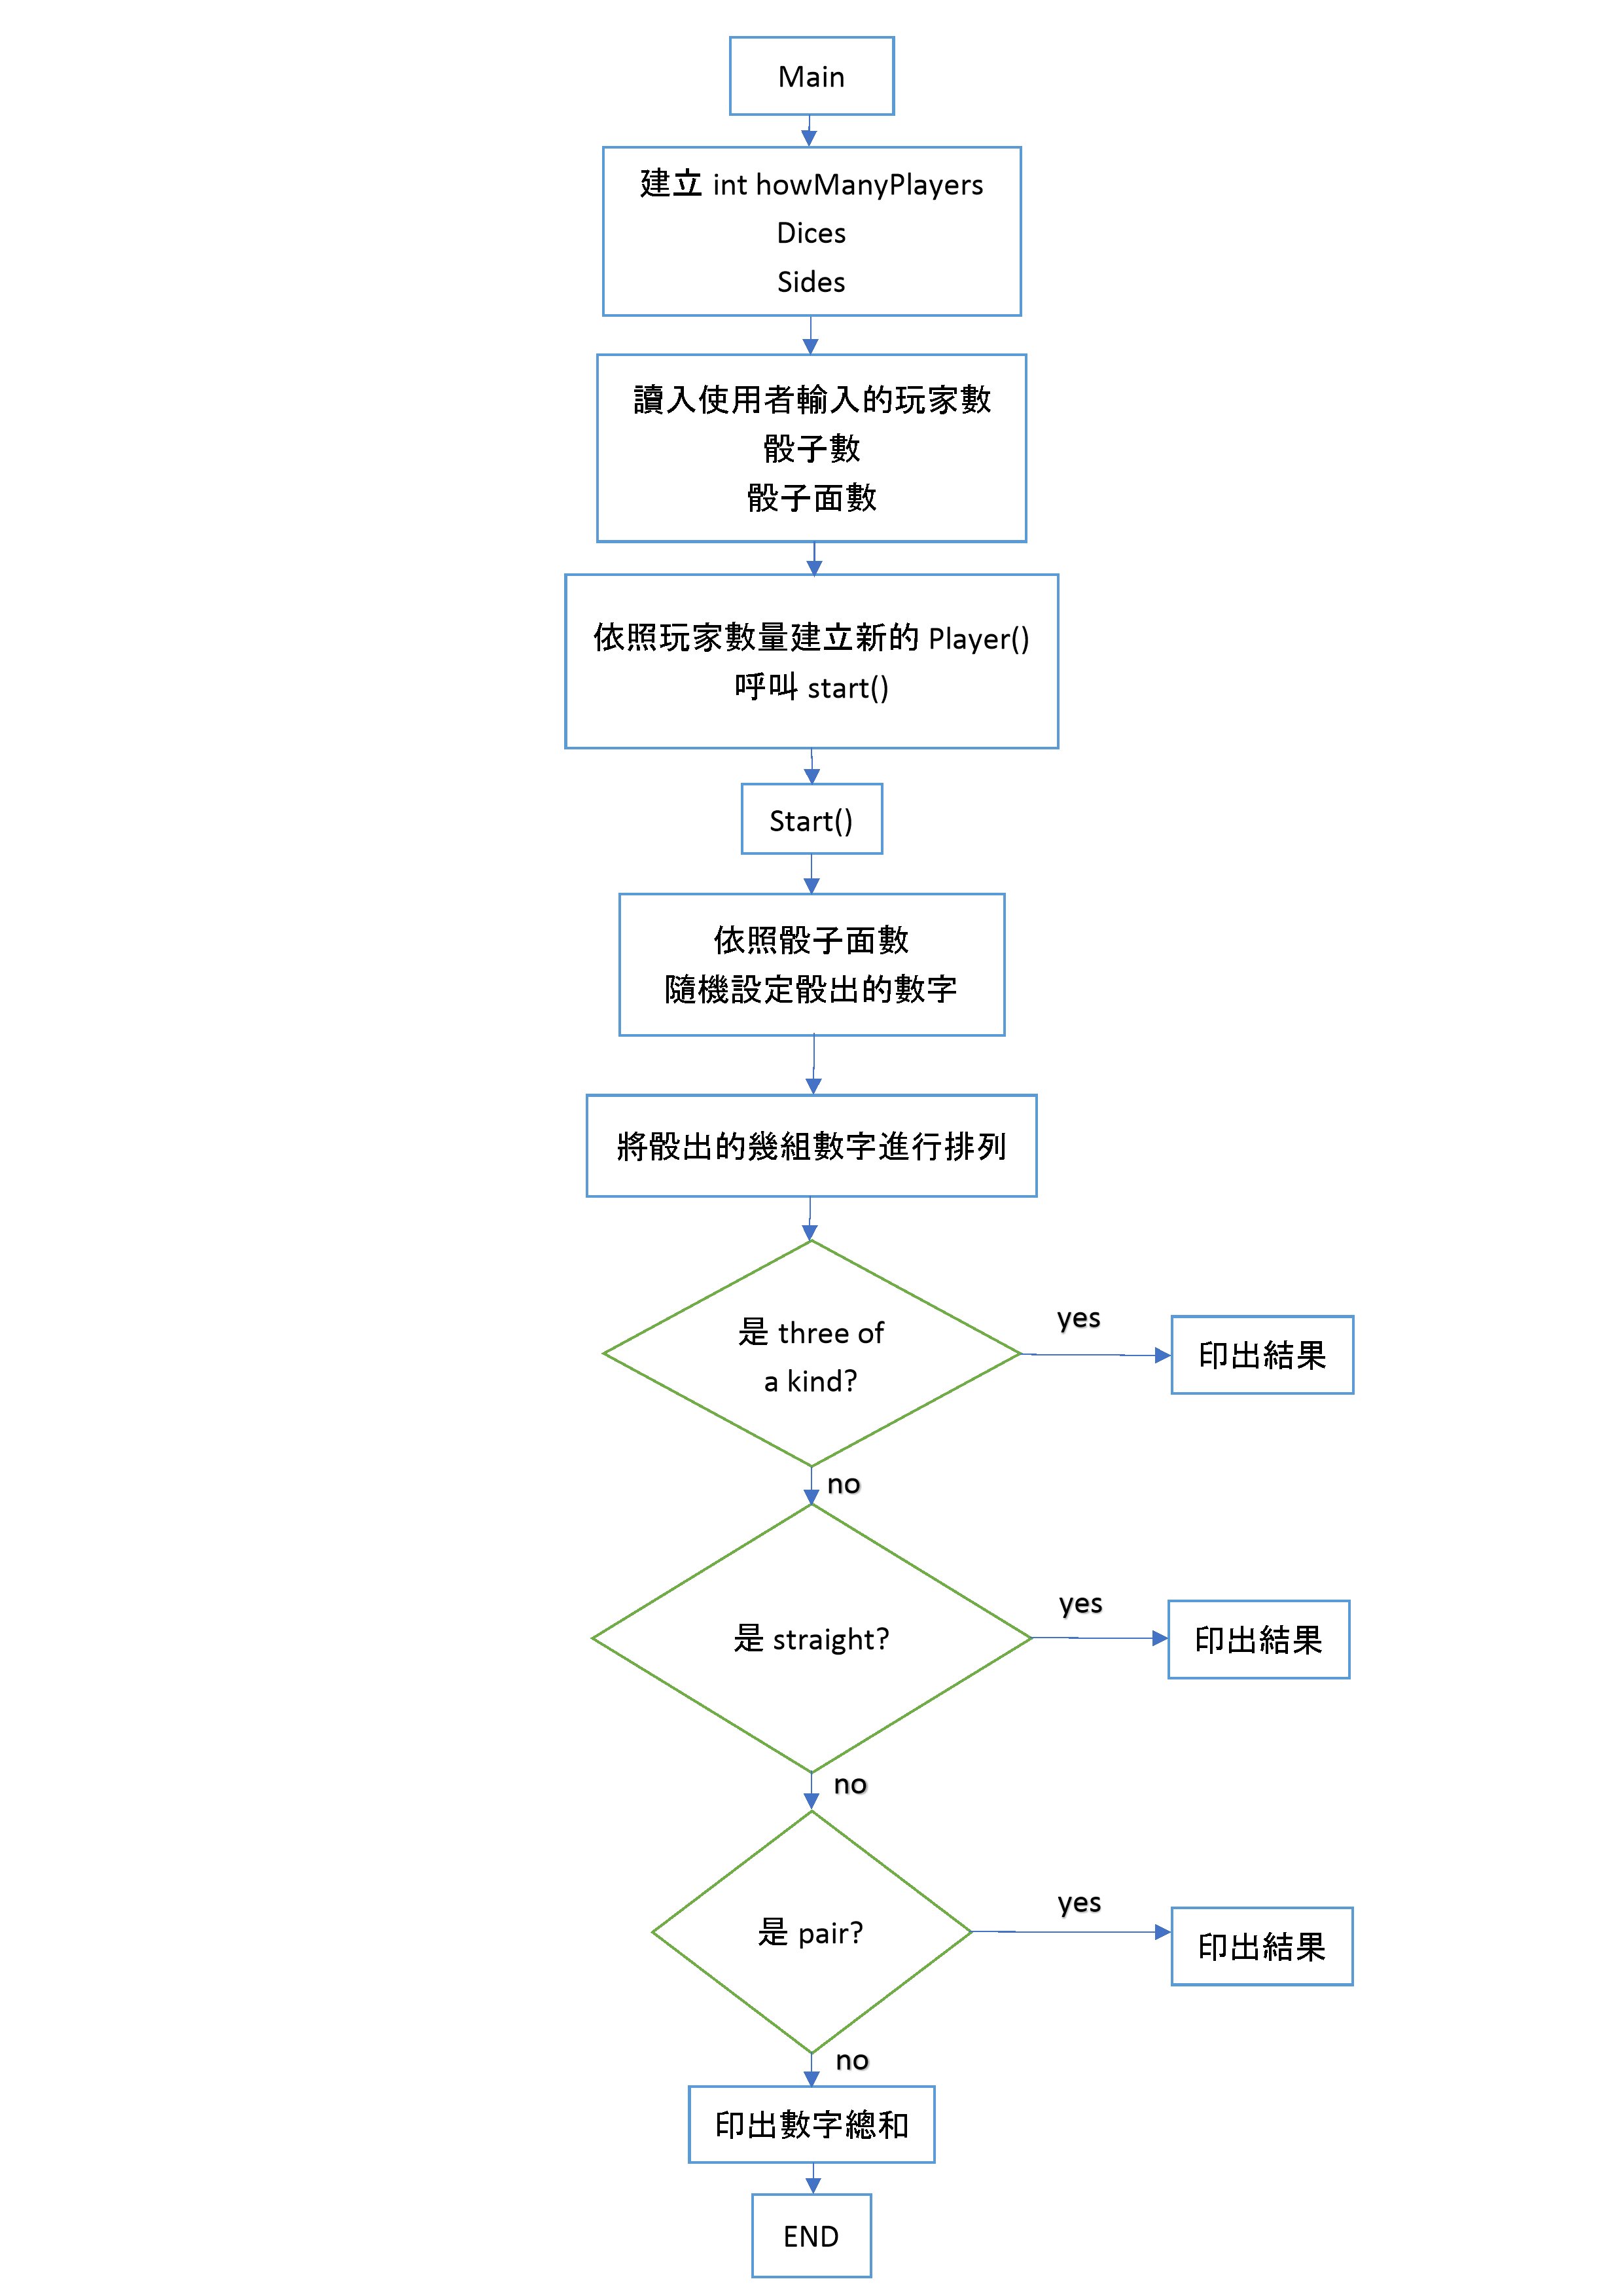 Main
建立 int howManyPlayers
Dices
Sides
讀入使用者輸入的玩家數
骰子數
骰子面數
依照玩家數量建立新的 Player()
呼叫 start()
Start()
依照骰子面數
隨機設定骰出的數字
將骰出的幾組數字進行排列
是 three of
a kind?
yes
印出結果
no
是 straight?
yes
印出結果
no
是 pair?
yes
印出結果
no
印出數字總和
END